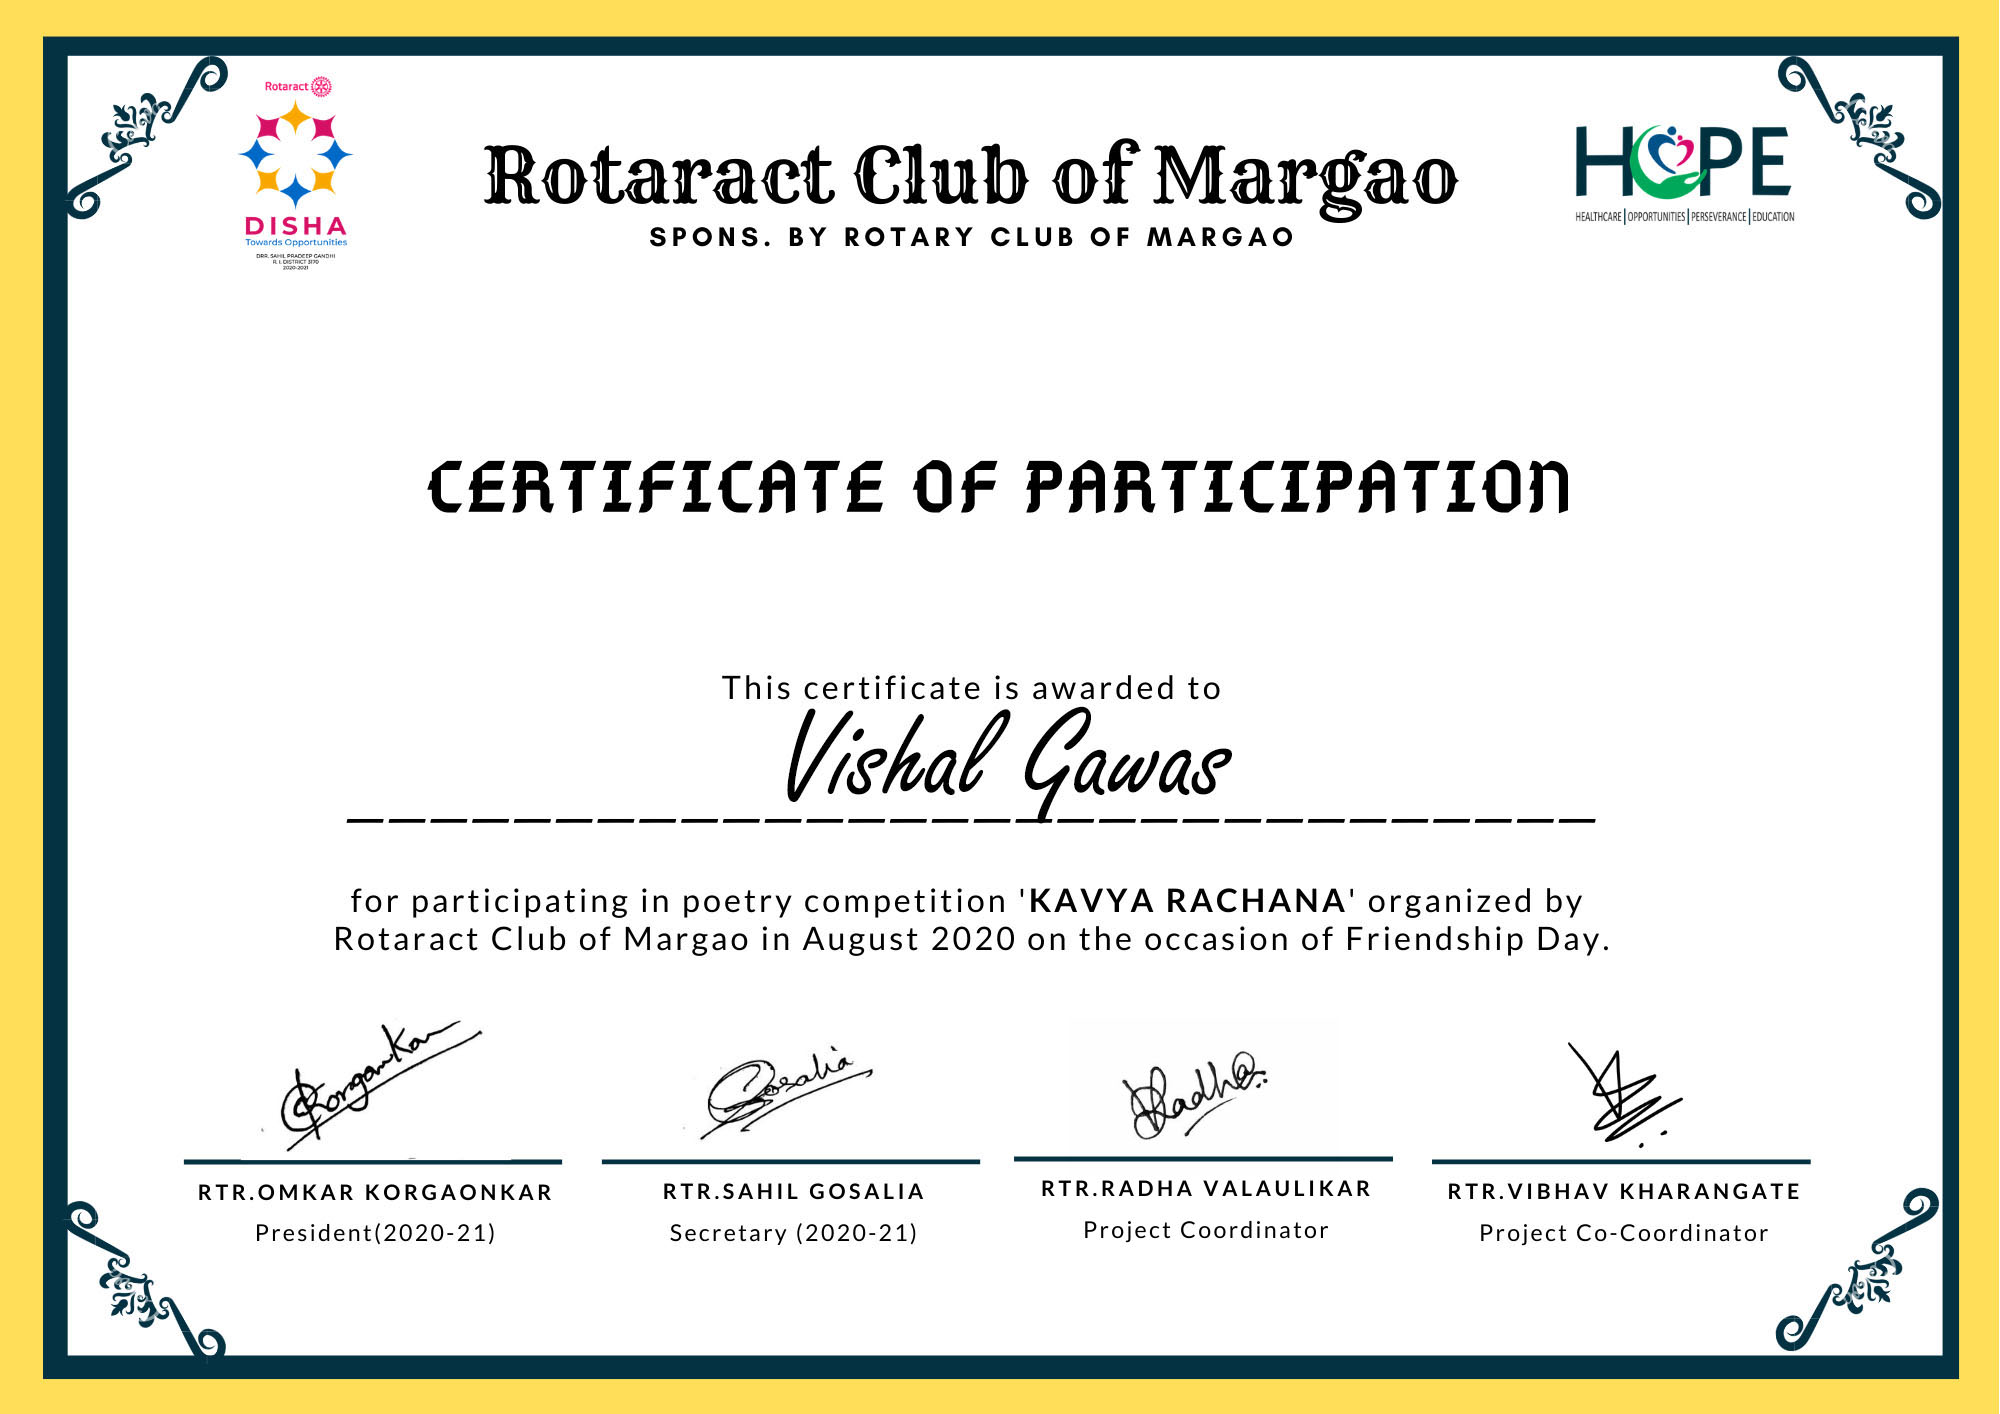 Rotaract
DISHA
Towards Opportunities
DRR. SAHIL PRADEEP GANDHI
R. I. DISTRICT 3170
2020-2021
Rotaract Club of Margao
SPONS. BY ROTARY CLUB OF MARGAO
HOPE
HEALTHCARE | OPPORTUNITIES | PERSEVERANCE | EDUCATION
CERTIFICATE OF PARTICIPATION
This certificate is awarded to
Vishal Gawas
for participating in poetry competition 'KAVYA RACHANA' organized by
Rotaract Club of Margao in August 2020 on the occasion of Friendship Day.
Korgaonkar
Gosalia
Radha
RTR.OMKAR KORGAONKAR
President(2020-21)
RTR.SAHIL GOSALIA
Secretary (2020-21)
RTR.RADHA VALAULIKAR
Project Coordinator
RTR.VIBHAV KHARANGATE
Project Co-Coordinator